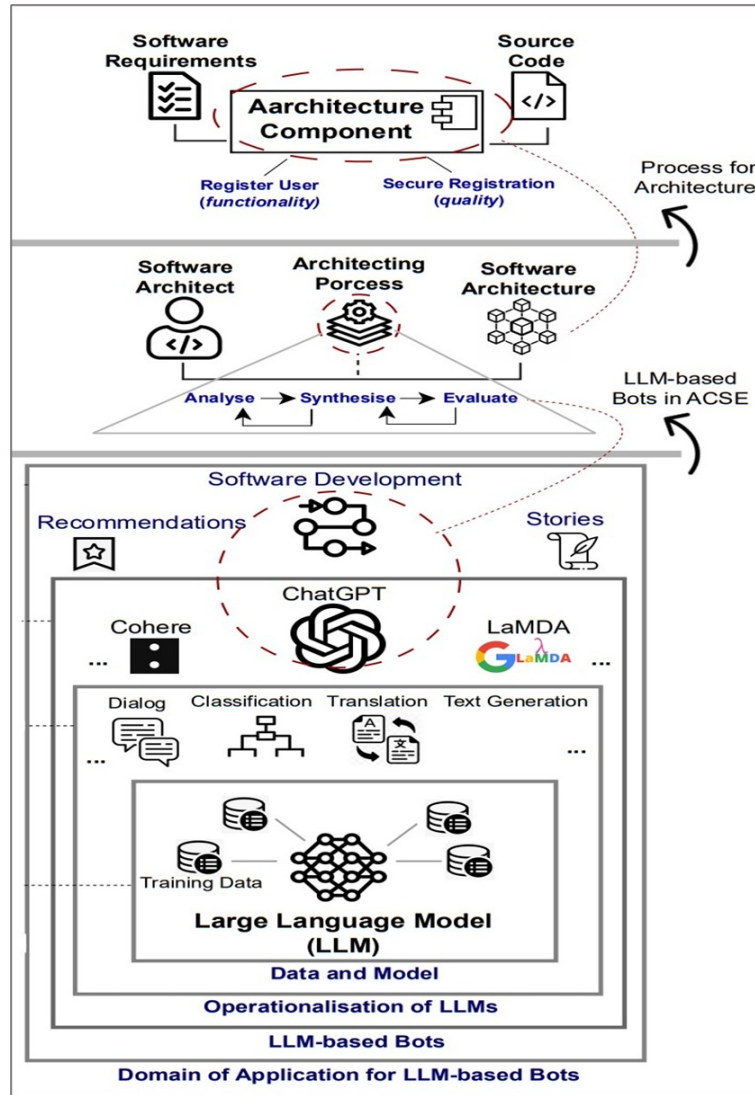 Software
Requirements
Source
Code
</>
Aarchitecture
Component
Register User
(functionality)
Secure Registration
(quality)
Process for
Architecture
Software
Architect
</>
Architecting
Porcess
Software
Architecture
Analyse
Synthesise
Evaluate
LLM-based
Bots in ACSE
Software Development
Recommendations
Stories
ChatGPT
Cohere
LaMDA
λ
GLaMDA
...
...
Dialog
Classification
Translation
Text Generation
A
文
...
...
Training Data
Large Language Model
(LLM)
Data and Model
Operationalisation of LLMs
LLM-based Bots
Domain of Application for LLM-based Bots